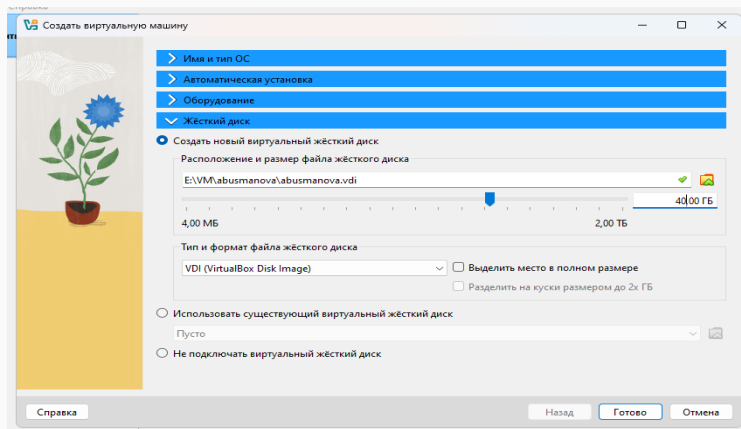 Справка
Создать виртуальную машину
Имя и тип ОС
Автоматическая установка
Оборудование
Жёсткий диск
Создать новый виртуальный жёсткий диск
Расположение и размер файла жёсткого диска
E:\VM\abusmanova\abusmanova.vdi
40,00 ГБ
4,00 МБ 2,00 ТБ
Тип и формат файла жёсткого диска
VDI (VirtualBox Disk Image) Выделить место в полном размере
Разделить на куски размером до 2х ГБ
Использовать существующий виртуальный жёсткий диск
Пусто
Не подключать виртуальный жёсткий диск
Справка Назад Готово Отмена